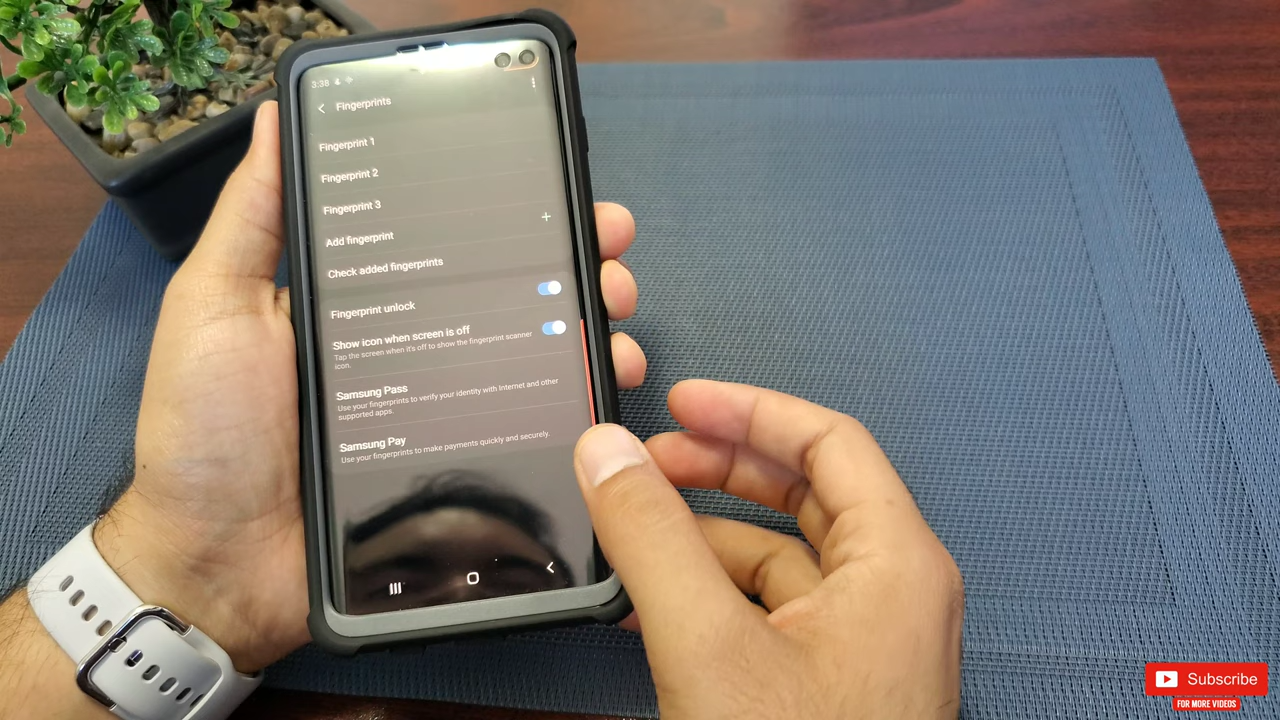 3:38
Fingerprints
Fingerprint 1
Fingerprint 2
Fingerprint 3
Add fingerprint
Check added fingerprints
Fingerprint unlock
Show icon when screen is off
Tap the screen when it's off to show the fingerprint scanner
icon.
Samsung Pass
Use your fingerprints to verify your identity with Internet and other
supported apps.
Samsung Pay
Use your fingerprints to make payments quickly and securely.
Subscribe
FOR MORE VIDEOS